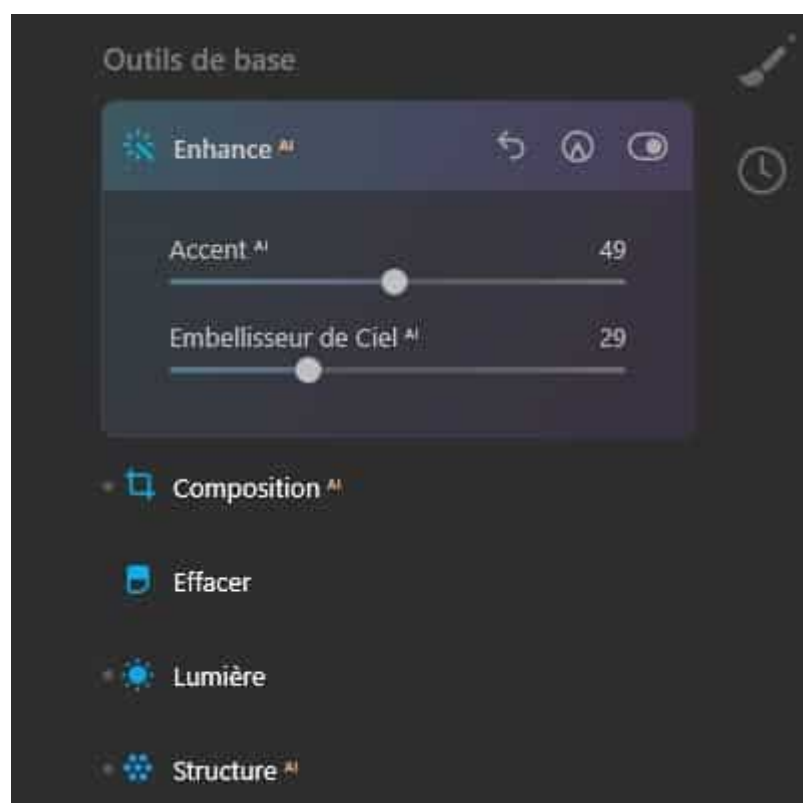 Outils de base
Enhance AI
Accent AI 49
Embellisseur de Ciel AI 29
Composition AI
Effacer
Lumière
Structure AI